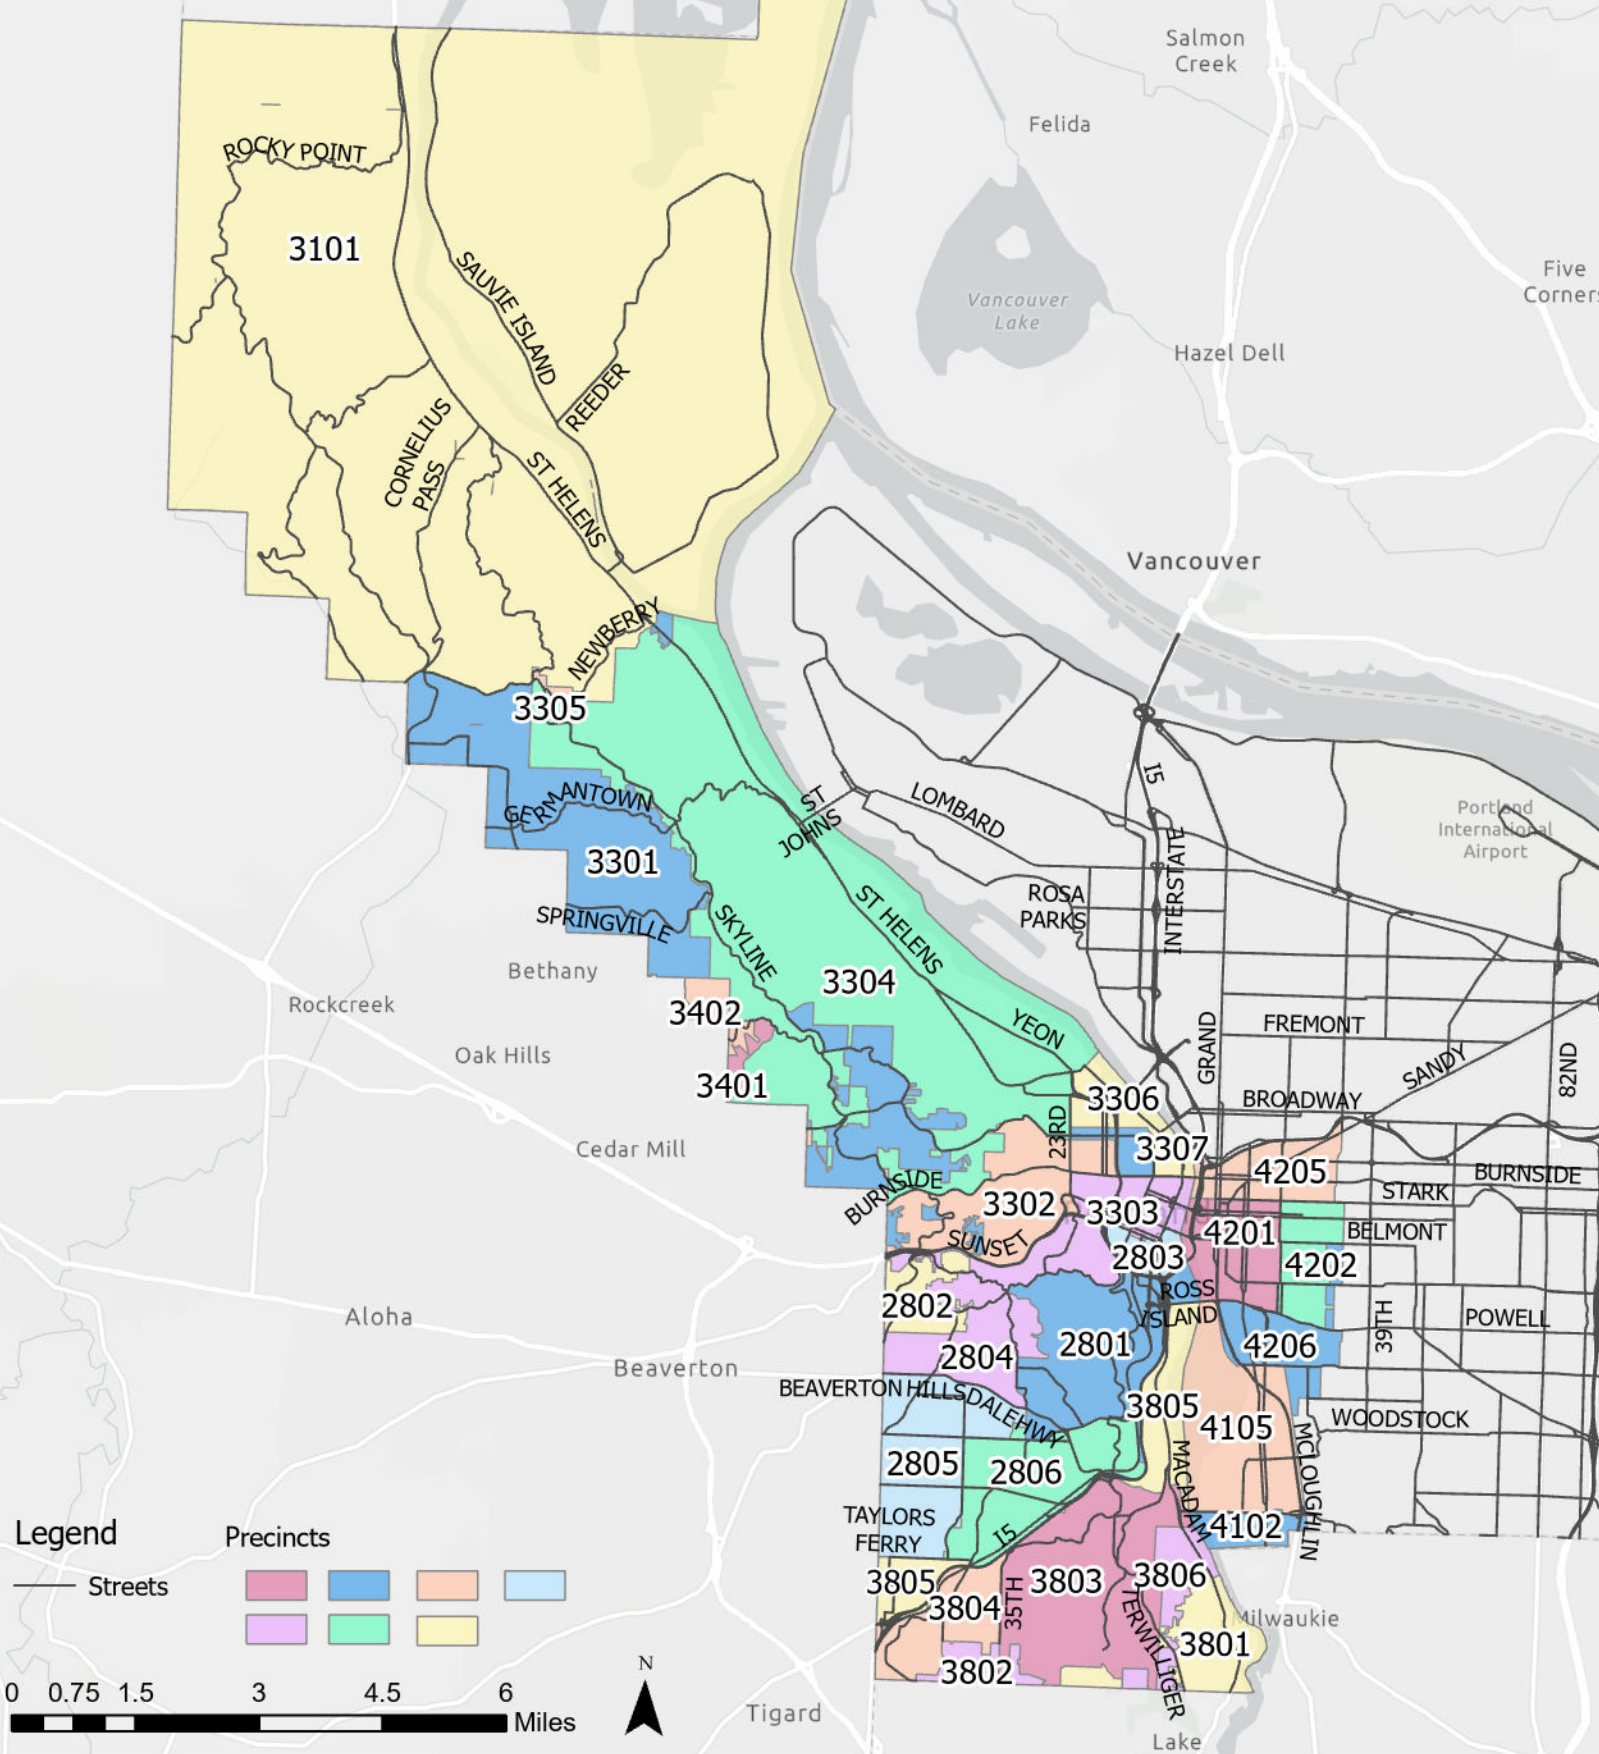 Salmon
Creek
Felida
ROCKY POINT
3101
SAUVIE ISLAND
REEDER
Vancouver
Lake
Five
Corners
Hazel Dell
CORNELIUS
PASS
ST HELENS
Vancouver
NEWBERRY
3305
I5
GERMANTOWN
ST
JOHNS
LOMBARD
Portland
International
Airport
3301
INTERSTATE
ROSA
PARKS
SPRINGVILLE
SKYLINE
ST HELENS
Bethany
3304
Rockcreek
3402
YEON
GRAND
FREMONT
SANDY
82ND
Oak Hills
3401
3306
BROADWAY
23RD
Cedar Mill
3307
4205
BURNSIDE
BURNSIDE
STARK
3302
3303
4201
BELMONT
SUNSET
2803
4202
ROSS
ISLAND
2802
39TH
POWELL
Aloha
2801
4206
2804
Beaverton
BEAVERTON HILLSDALE HWY
3805
4105
WOODSTOCK
2805
2806
MACADAM
MCLOUGHLIN
TAYLORS
FERRY
I5
4102
Legend
Precincts
Streets
3805
3804
35TH
3803
3806
TERWILLIGER
Milwaukie
3801
3802
N
0 0.75 1.5 3 4.5 6
Miles
Tigard
Lake